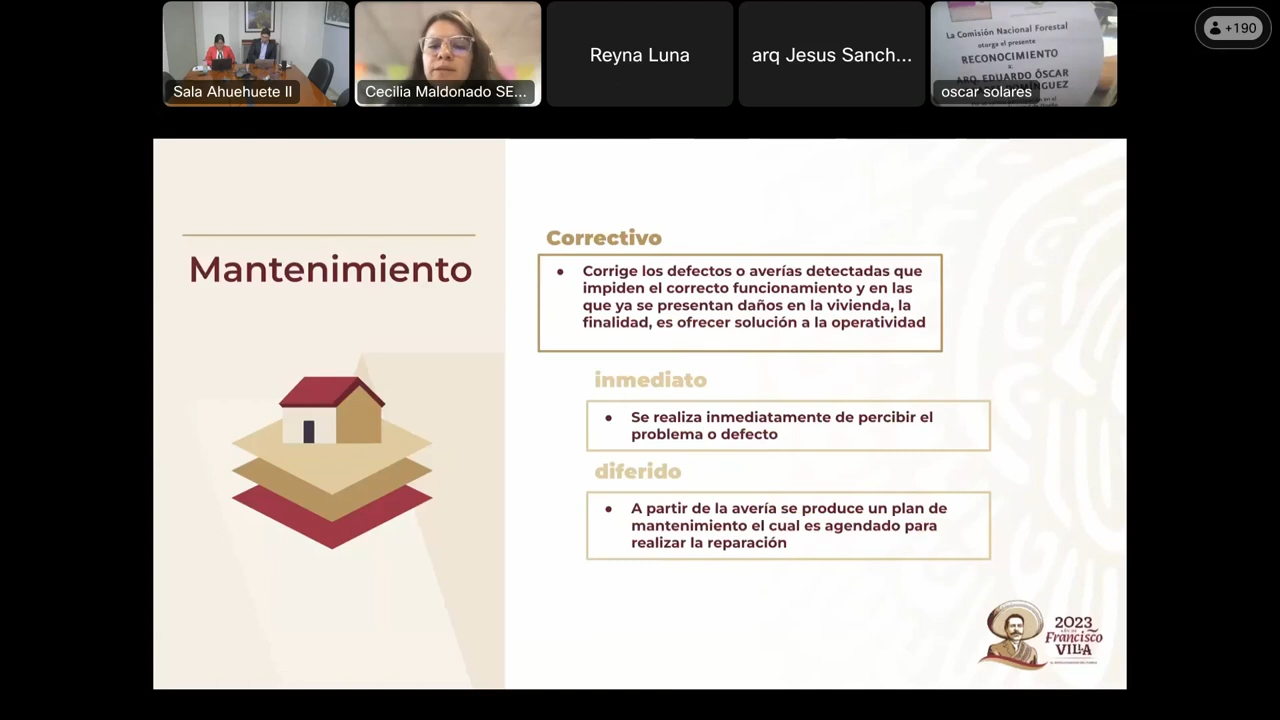 La Comisión Nacional Forestal
otorga el presente
RECONOCIMIENTO
a:
ARQ. EDUARDO ÓSCAR
Sala Ahuehuete II
Cecilia Maldonado SE...
Reyna Luna
arq Jesus Sanch...
oscar solares
+190
Mantenimiento
Correctivo
• Corrige los defectos o averías detectadas que
impiden el correcto funcionamiento y en las
que ya se presentan daños en la vivienda, la
finalidad, es ofrecer solución a la operatividad
inmediato
• Se realiza inmediatamente de percibir el
problema o defecto
diferido
• A partir de la avería se produce un plan de
mantenimiento el cual es agendado para
realizar la reparación
2023
Francisco
VILLA